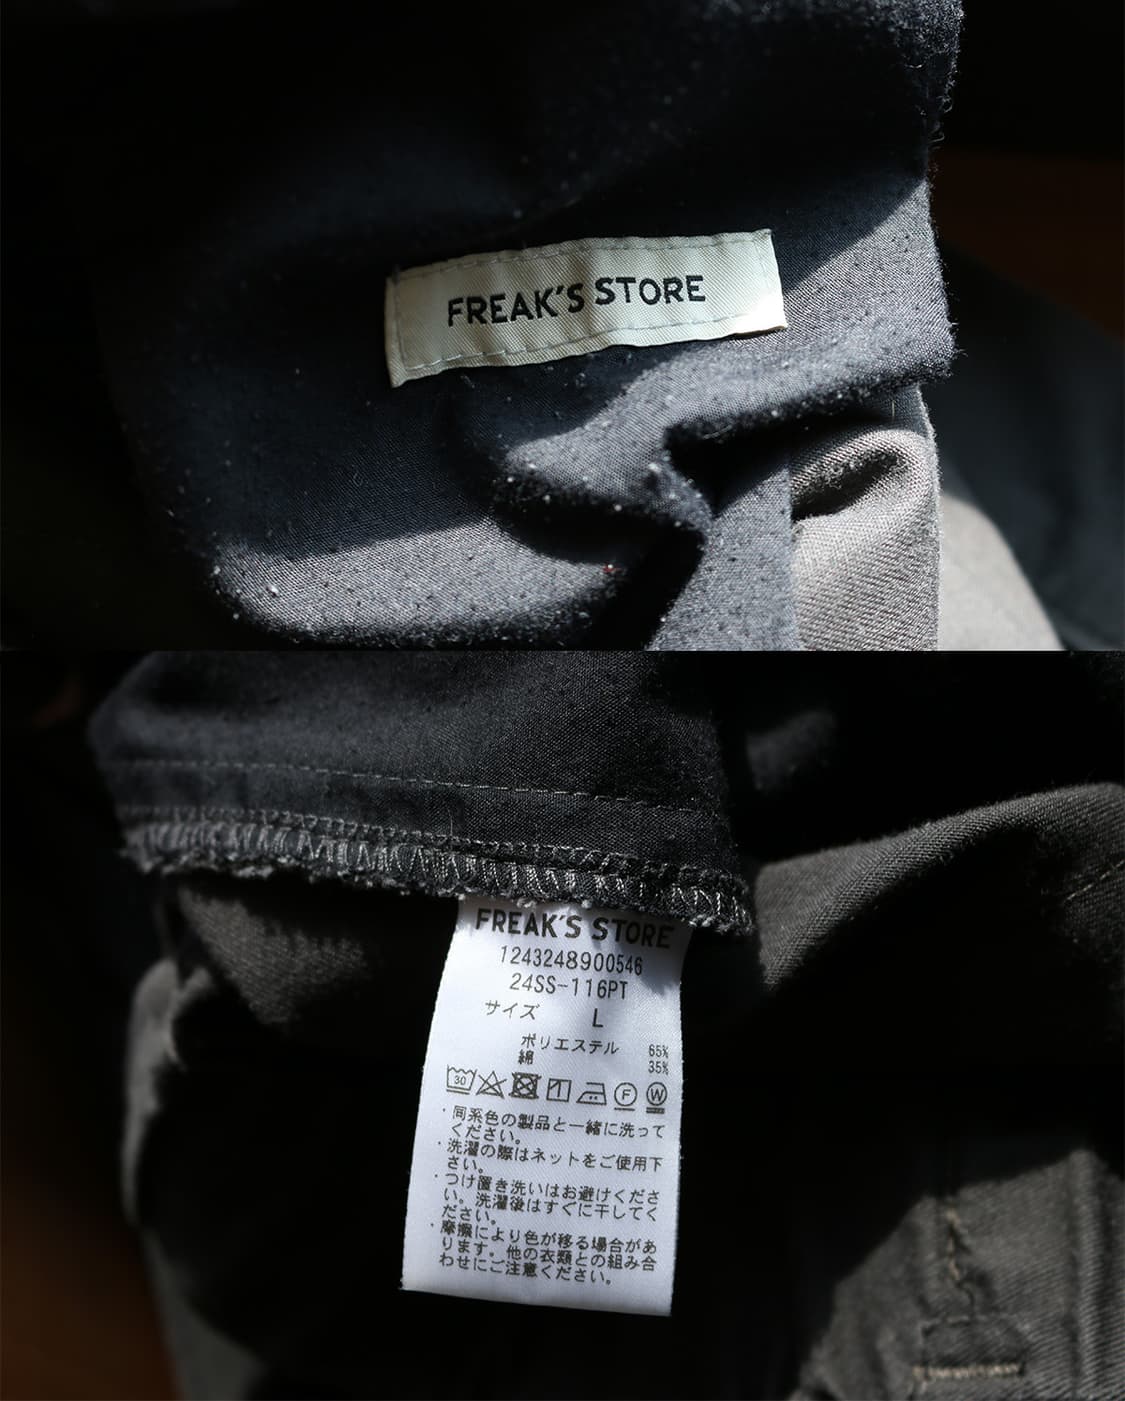 FREAK'S STORE
FREAK'S STORE
1243248900546
24SS-116PT
サイズ L
ポリエステル 65%
綿 35%
30 F W
・同系色の製品と一緒に洗って
ください。
・洗濯の際はネットをご使用下
さい。
・つけ置き洗いはお避けくださ
い。洗濯後はすぐに干してく
ださい。
・摩擦により色が移る場合があ
ります。他の衣類との組み合
わせにご注意ください。